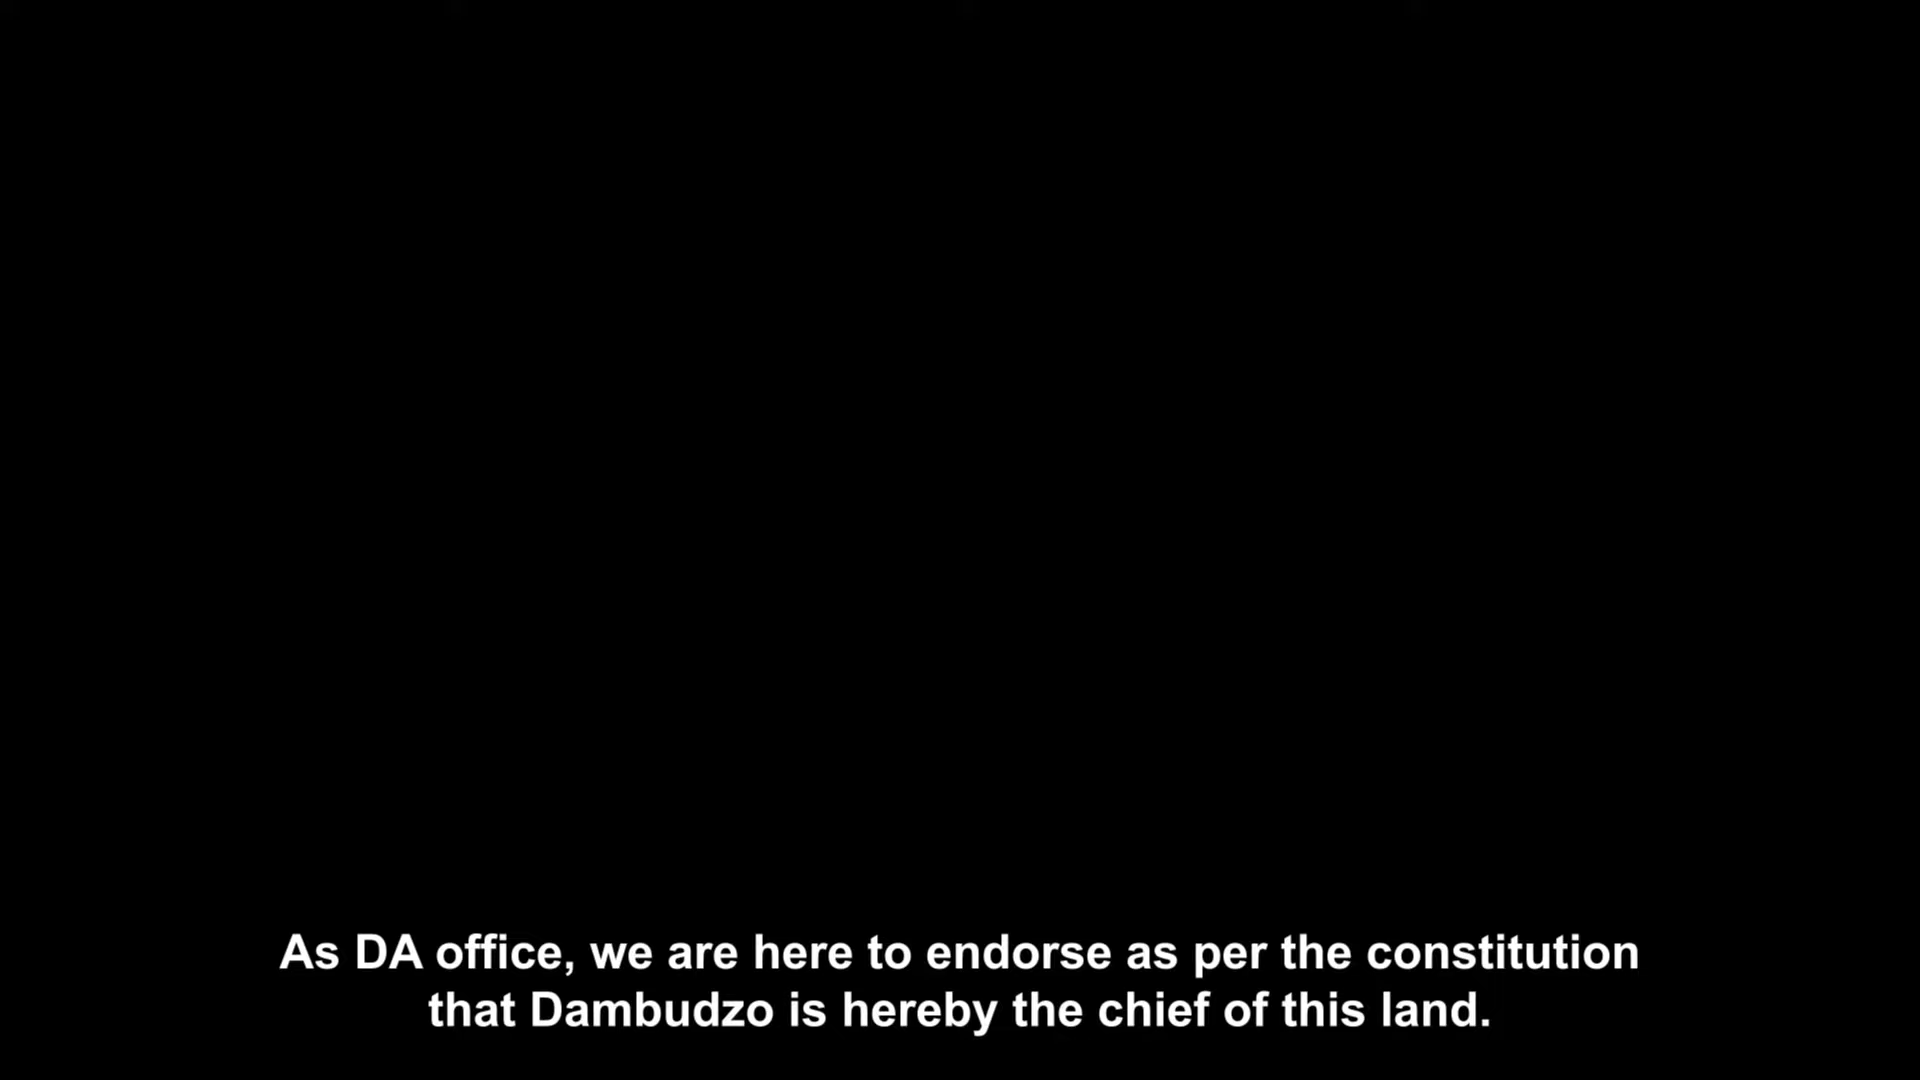 As DA office, we are here to endorse as per the constitution
that Dambudzo is hereby the chief of this land.